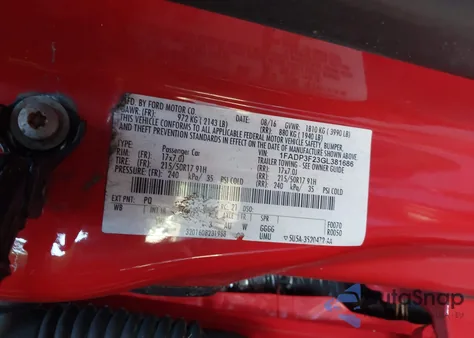 MFD. BY FORD MOTOR CO
DATE: 08/16 GVWR: 1810 KG ( 3990 LB)
GAWR: (FR): 972 KG ( 2143 LB) (RR): 880 KG ( 1940 LB)
THIS VEHICLE CONFORMS TO ALL APPLICABLE FEDERAL MOTOR VEHICLE SAFETY, BUMPER,
AND THEFT PREVENTION STANDARDS IN EFFECT ON THE DATE OF MANUFACTURE SHOWN ABOVE.
VIN 1FADP3F23GL381686
TYPE: Passenger Car TRAILER TOWING - SEE OWNER GUIDE
RIM: (FR): 17x7.0J (RR): 17x7.0J
TIRE: (FR): 215/50R17 91H (RR): 215/50R17 91H
PRESSURE: (FR): 240 kPa/ 35 PSI COLD (RR): 240 kPa/ 35 PSI COLD
EXT PNT: PQ
F0070
WB SPR R0050
W GGGG
UMU
AutoSnap